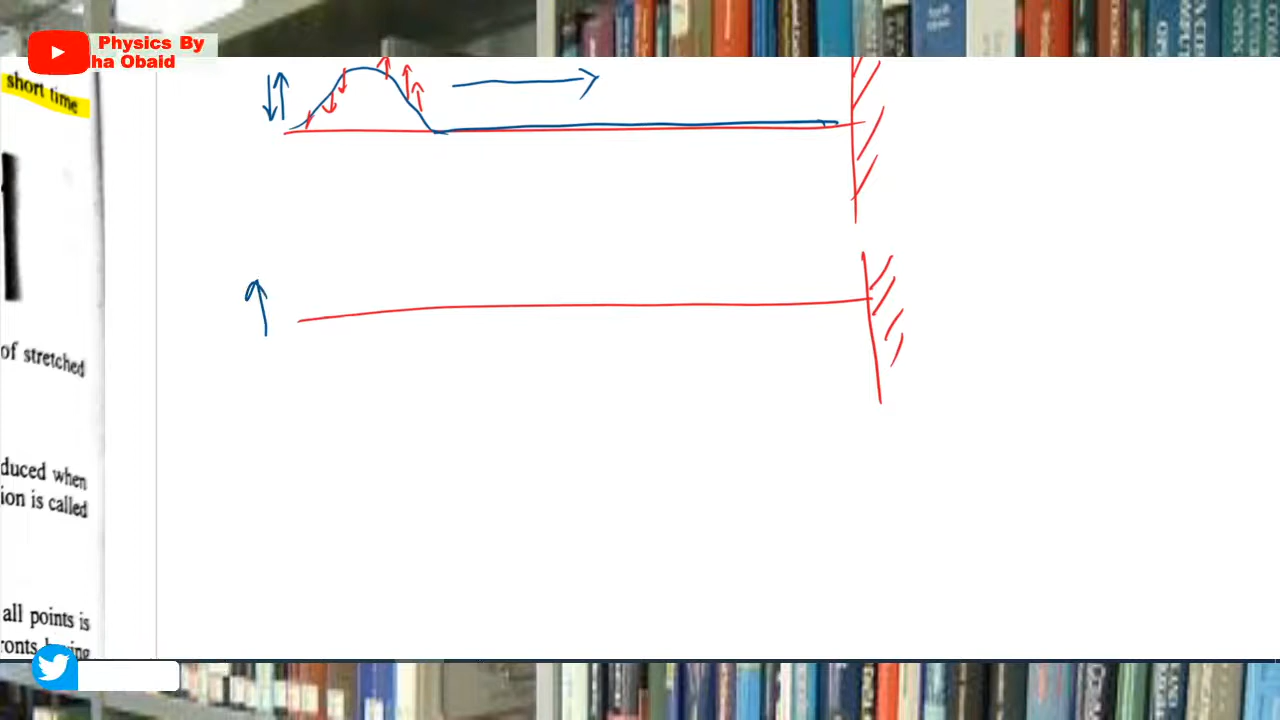 Physics By
ha Obaid
short time
of stretched
duced when
ion is called
all points is